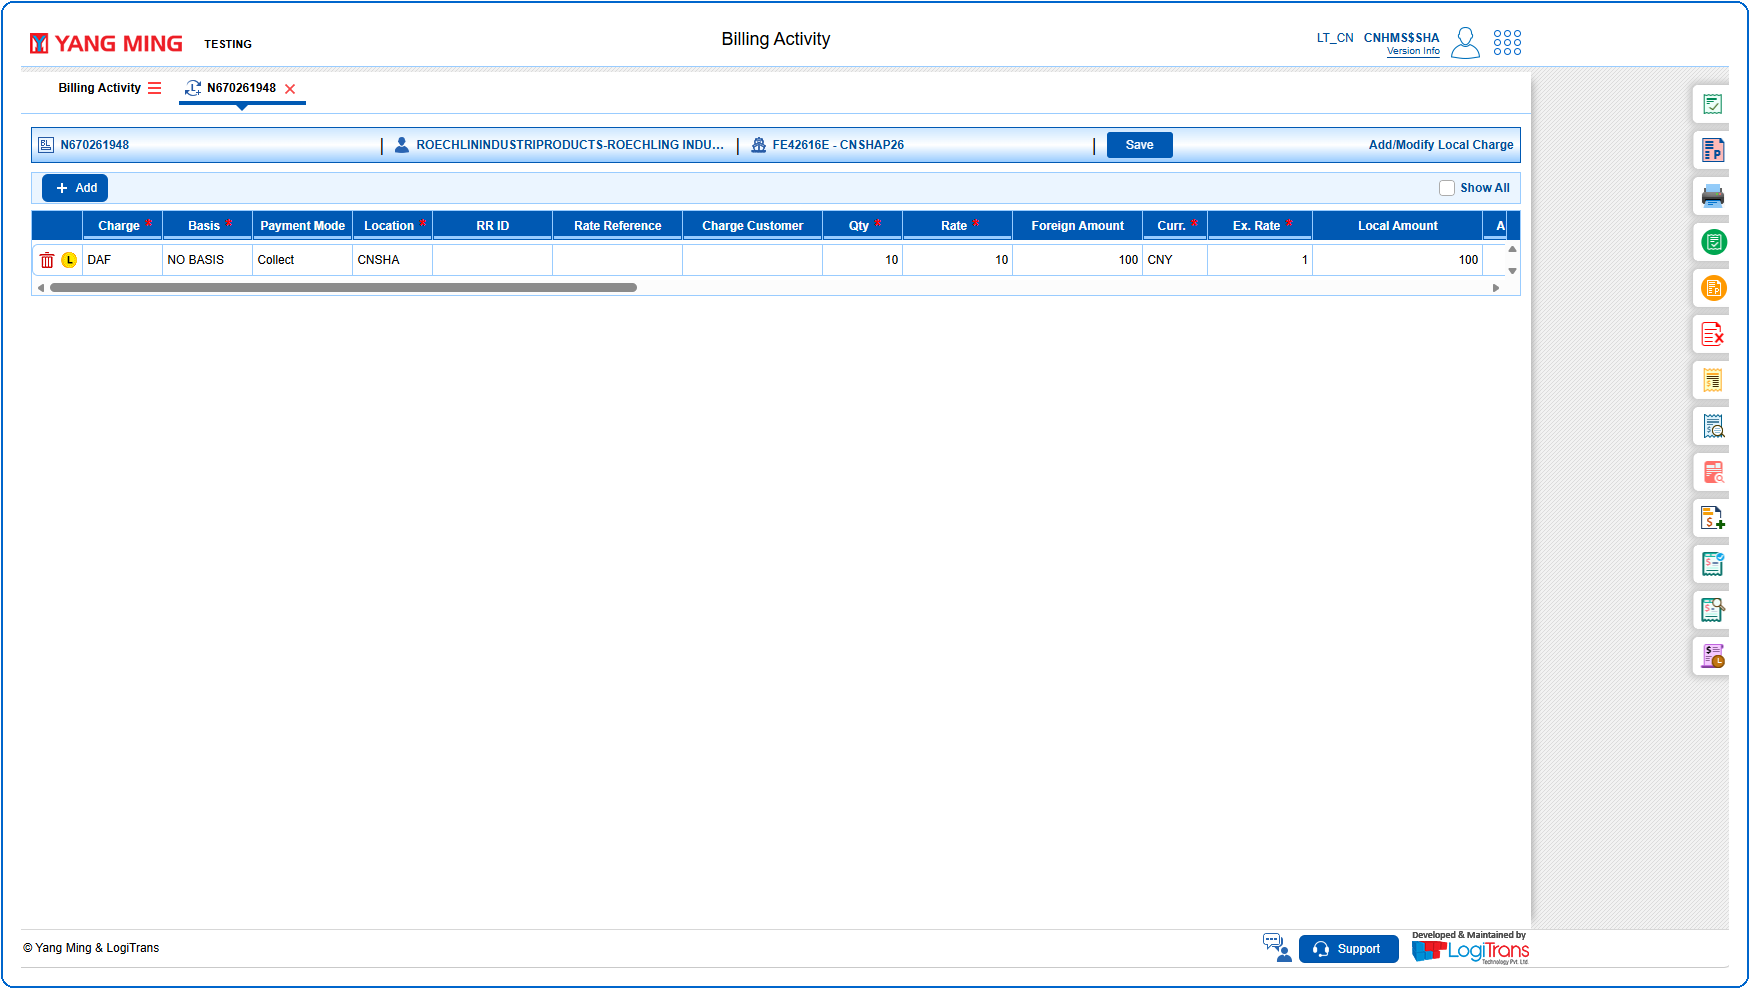 YANG MING TESTING Billing Activity LT_CN CNHMS$SHA
Version Info
Billing Activity N670261948
N670261948 ROECHLININDUSTRIPRODUCTS-ROECHLING INDU... FE42616E - CNSHAP26 Save Add/Modify Local Charge
+ Add Show All
Charge * Basis * Payment Mode Location * RR ID Rate Reference Charge Customer Qty * Rate * Foreign Amount Curr. * Ex. Rate * Local Amount A
L DAF NO BASIS Collect CNSHA 10 10 100 CNY 1 100
© Yang Ming & LogiTrans Support
Developed & Maintained by
LogiTrans
Technology Pvt. Ltd.